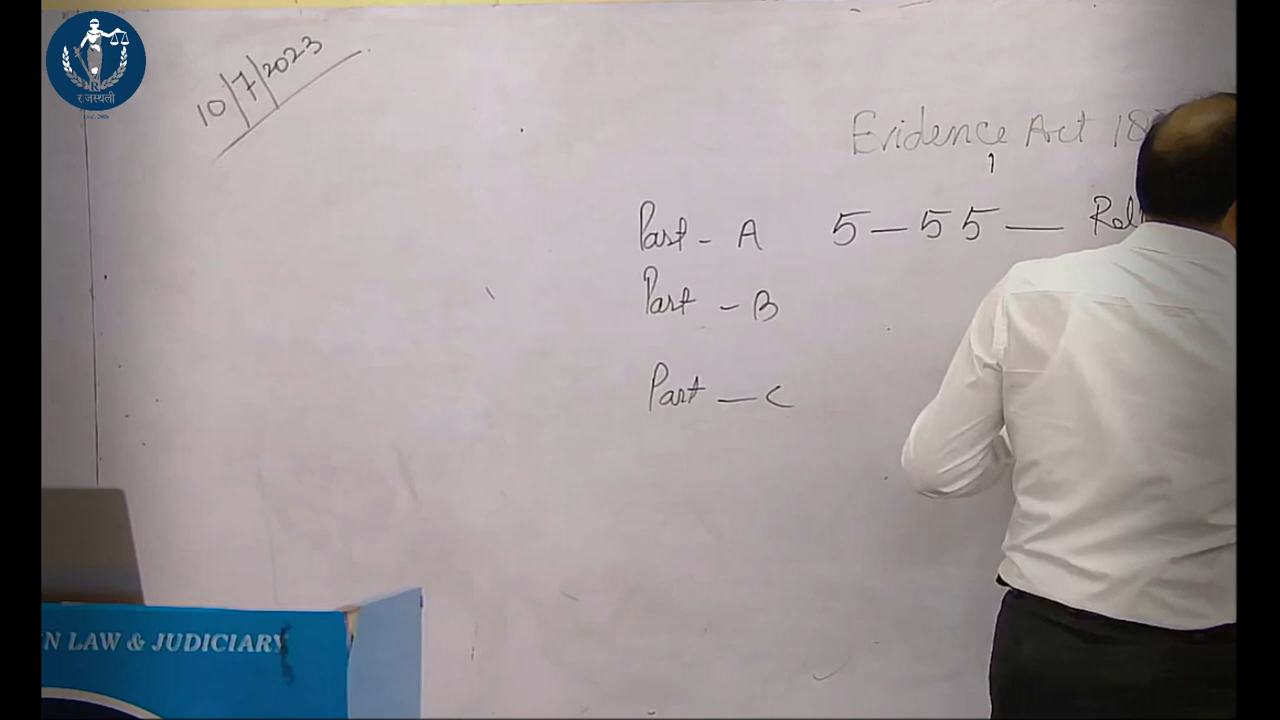 राजस्थली
10/7/2023
Evidence Act 18
Part - A 5 - 55 — Rel
Part - B
Part - C
N LAW & JUDICIARY